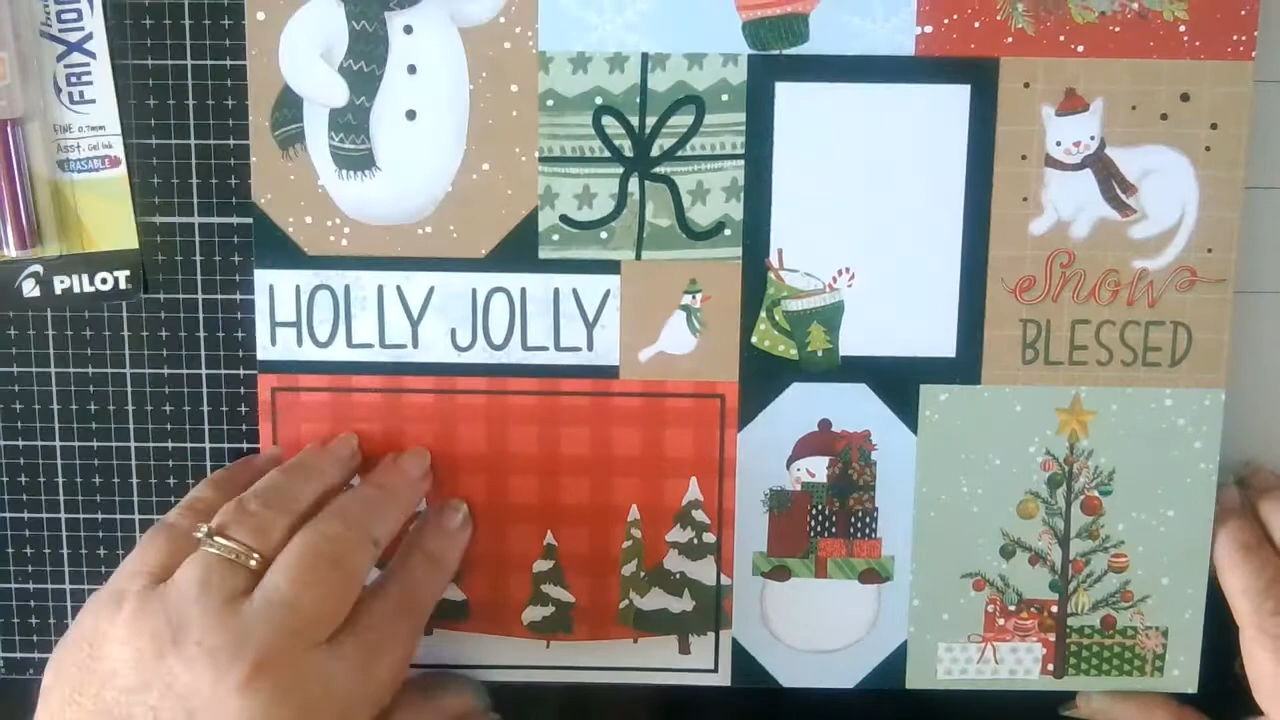 FRIXION
FINE 0.7mm
Asst. Gel Ink
ERASABLE
PILOT
HOLLY JOLLY
Snow
BLESSED